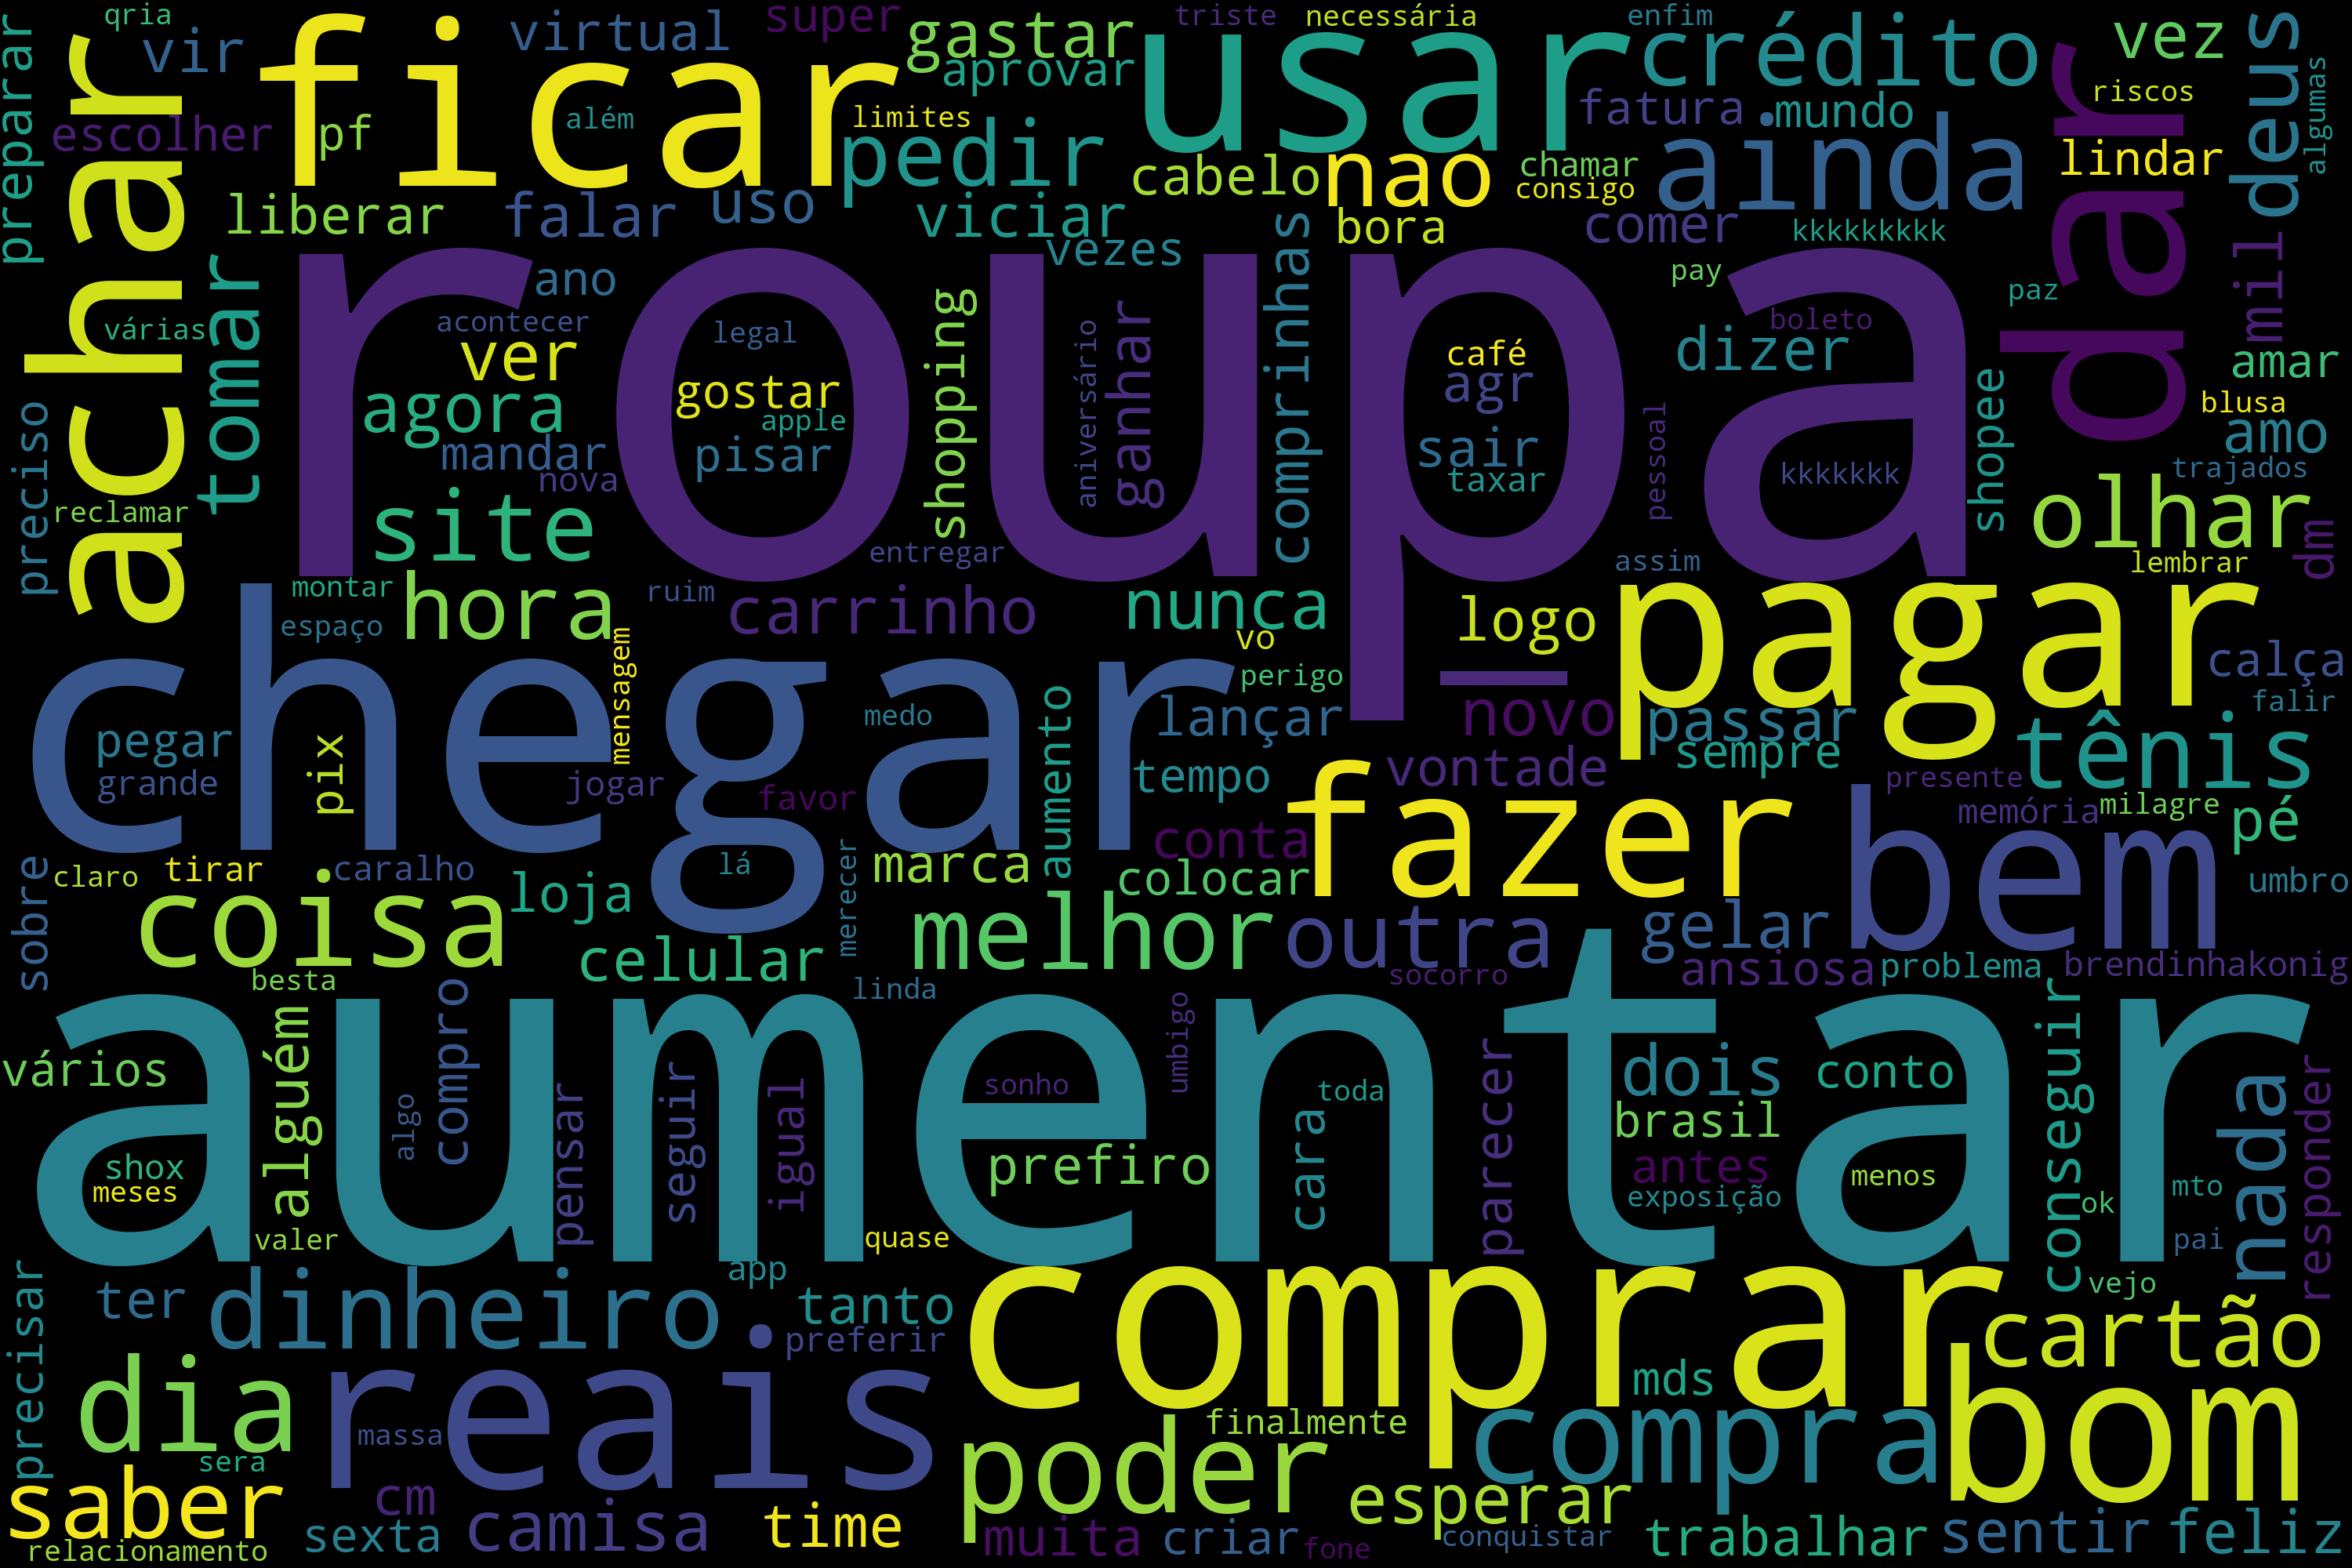 qria
preparar
vir
ficar
virtual
super
gastar
aprovar
triste
necessária
usar
enfim
crédito
vez
deus
algumas
achar
escolher
pf
além
limites
pedir
fatura
mundo
riscos
dar
lindar
liberar
falar
uso
viciar
cabelo
nao
chamar
consigo
ainda
vezes
bora
comer
kkkkkkkkk
mil
tomar
roupa
ano
comprinhas
pay
paz
várias
acontecer
legal
shopping
aniversário
ganhar
café
dizer
boleto
amar
ver
gostar
agr
shopee
blusa
preciso
agora
apple
sair
pessoal
amo
mandar
pisar
nova
taxar
kkkkkkk
trajados
reclamar
site
entregar
olhar
dm
assim
lembrar
montar
hora
ruim
carrinho
nunca
logo
pagar
espaço
mensagem
vo
perigo
calça
chegar
medo
aumento
lançar
novo
passar
falir
pegar
pix
tempo
vontade
sempre
tênis
grande
jogar
favor
presente
fazer
bem
memória
milagre
pé
sobre
claro
tirar
caralho
lá
merecer
marca
conta
colocar
umbro
coisa
loja
melhor
outra
gelar
celular
besta
linda
socorro
ansiosa
problema
brendinhakonig
aumentar
vários
alguém
compro
umbigo
conseguir
algo
pensar
seguir
igual
sonho
toda
parecer
dois
conto
nada
responder
shox
meses
prefiro
cara
brasil
antes
exposição
menos
ok
mto
valer
quase
pai
precisar
ter
dinheiro
app
tanto
preferir
comprar
vejo
cartão
dia
reais
mds
bom
massa
finalmente
poder
compra
sera
saber
cm
esperar
sexta
camisa
time
muita
criar
fone
conquistar
trabalhar
sentir
feliz
relacionamento